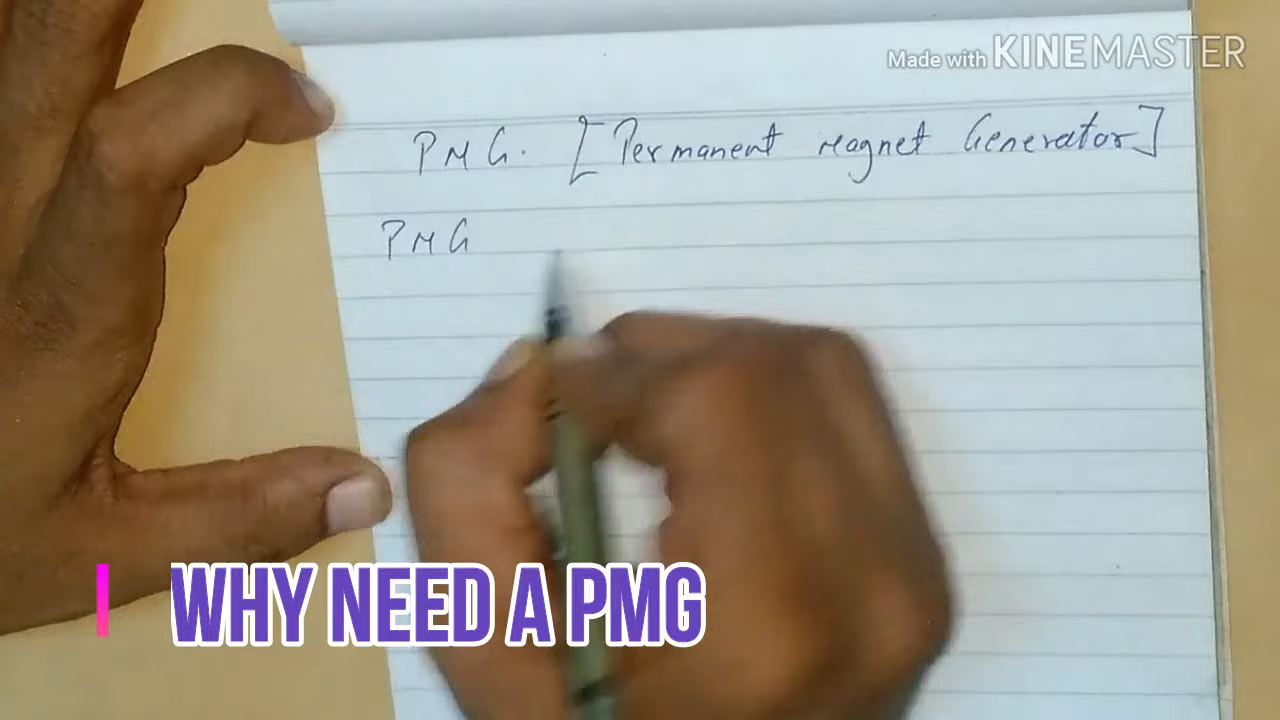 Made with KINEMASTER
PMG. [Permanent Magnet Generator]
PMG
WHY NEED A PMG